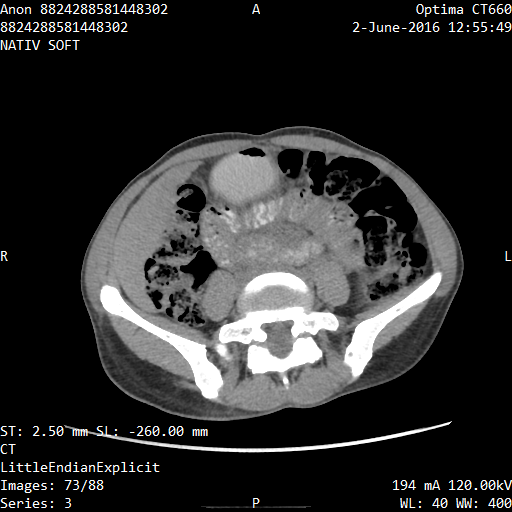 Anon 8824288581448302 A Optima CT660
8824288581448302 2-June-2016 12:55:49
NATIV SOFT
R L
ST: 2.50 mm SL: -260.00 mm
CT
LittleEndianExplicit
Images: 73/88 194 mA 120.00kV
Series: 3 P WL: 40 WW: 400